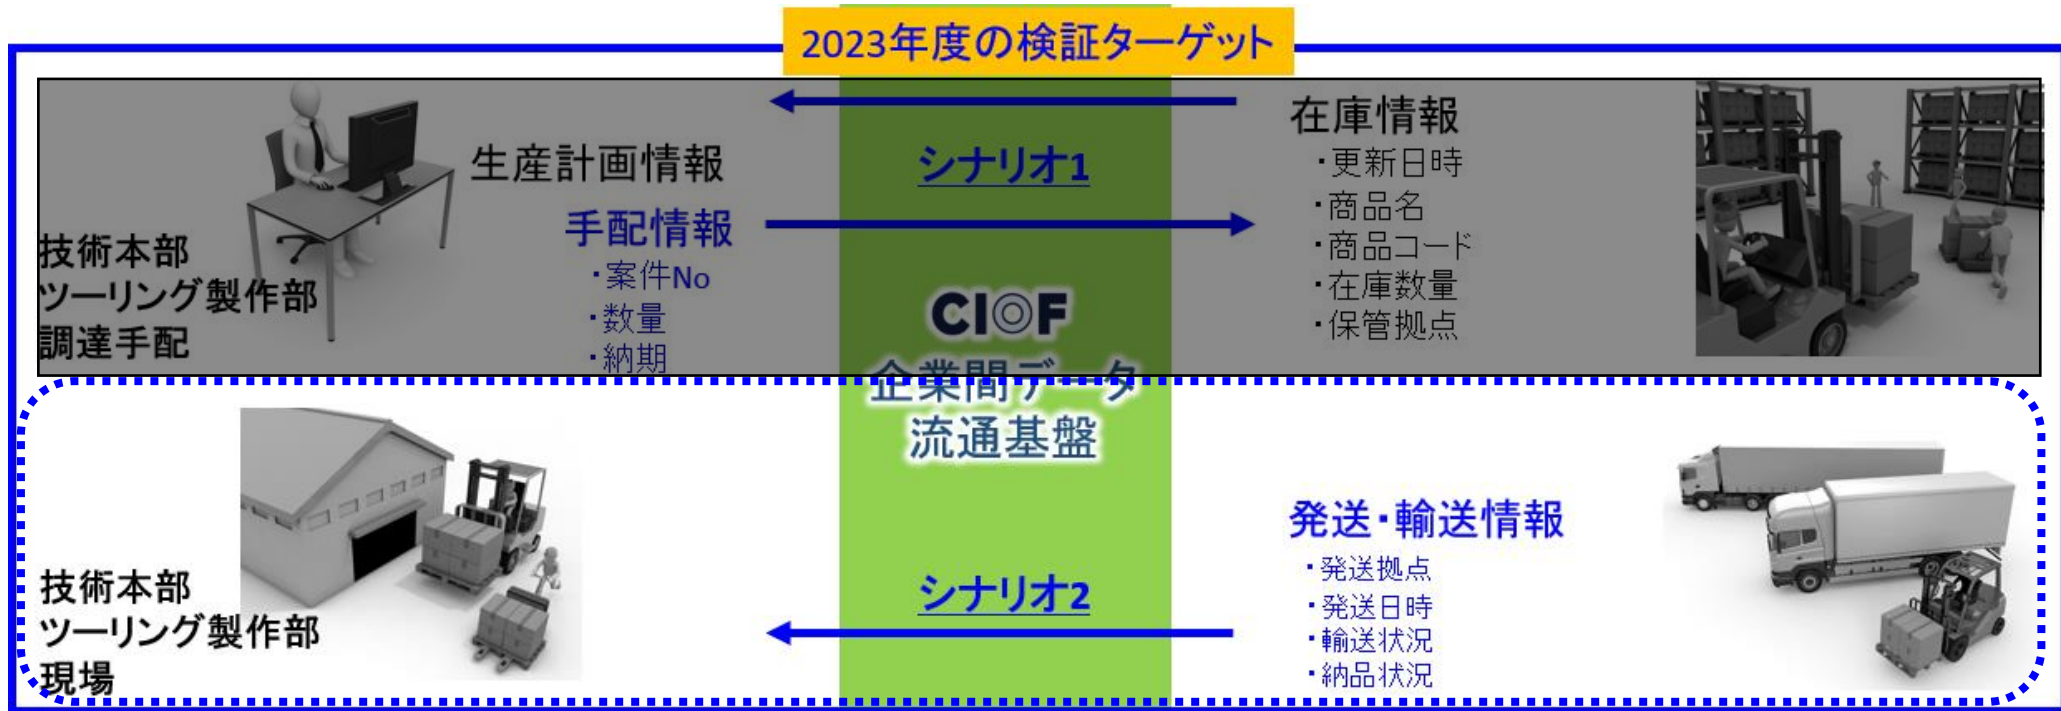 2023年度の検証ターゲット
技術本部
ツーリング製作部
調達手配
生産計画情報
手配情報
・案件No
・数量
・納期
シナリオ1
CIOF
企業間データ
流通基盤
在庫情報
・更新日時
・商品名
・商品コード
・在庫数量
・保管拠点
技術本部
ツーリング製作部
現場
シナリオ2
発送・輸送情報
・発送拠点
・発送日時
・輸送状況
・納品状況